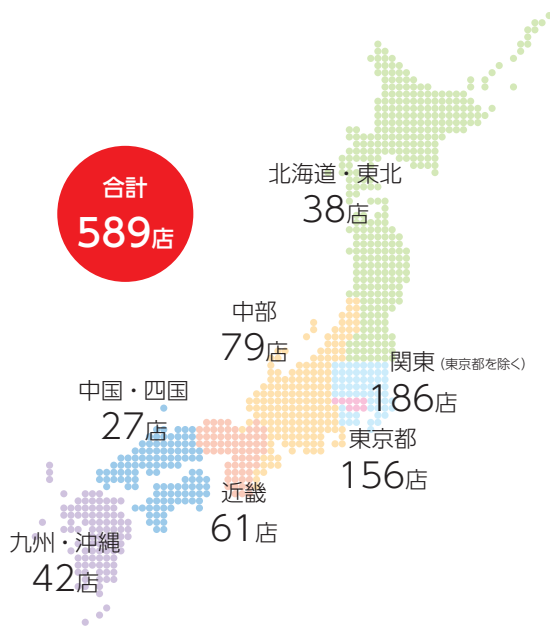 北海道・東北
38店
合計
589店
中部
79店
関東（東京都を除く）
186店
中国・四国
27店
東京都
156店
近畿
61店
九州・沖縄
42店